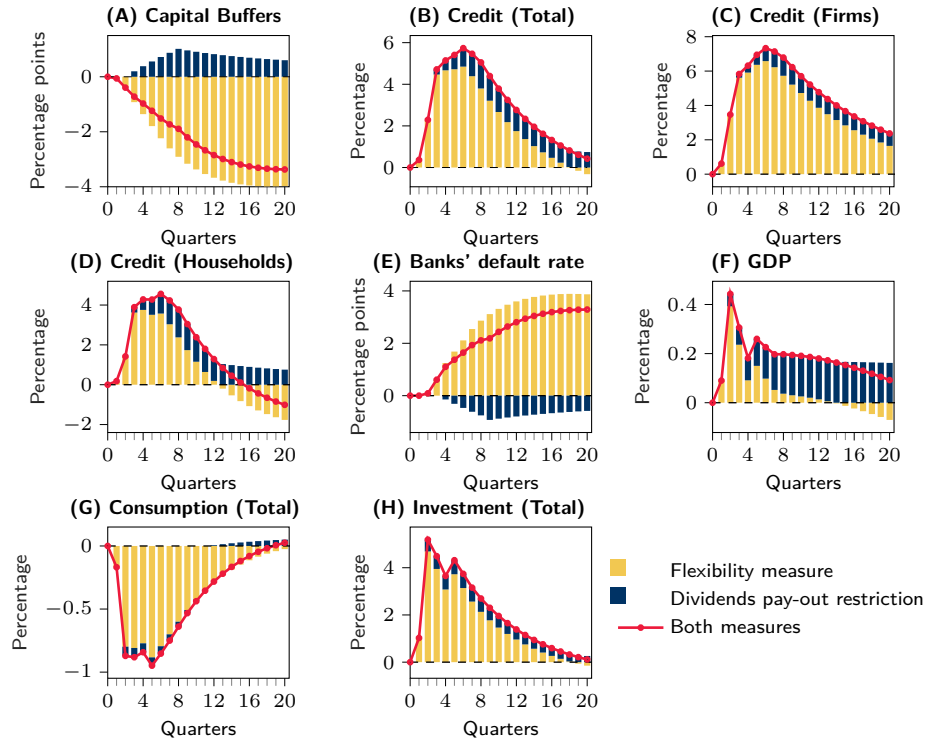 (A) Capital Buffers
Percentage points
0
−2
−4
0 4 8 12 16 20
Quarters
(B) Credit (Total)
Percentage
6
4
2
0
0 4 8 12 16 20
Quarters
(C) Credit (Firms)
Percentage
8
6
4
2
0
0 4 8 12 16 20
Quarters
(D) Credit (Households)
Percentage
4
2
0
−2
0 4 8 12 16 20
Quarters
(E) Banks' default rate
Percentage points
4
2
0
−2
0 4 8 12 16 20
Quarters
(F) GDP
Percentage
0.4
0.2
0
0 4 8 12 16 20
Quarters
(G) Consumption (Total)
Percentage
0
−0.5
−1
0 4 8 12 16 20
Quarters
(H) Investment (Total)
Percentage
4
2
0
0 4 8 12 16 20
Quarters
Flexibility measure
Dividends pay-out restriction
Both measures